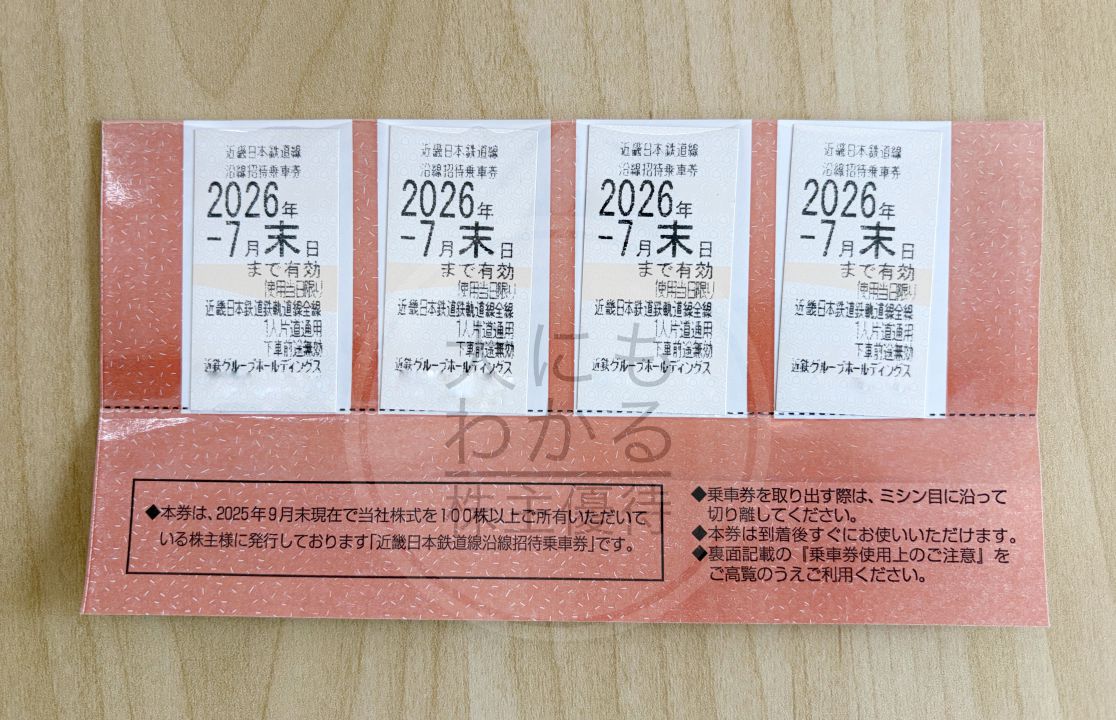 近畿日本鉄道線
沿線招待乗車券
2026年
-7月末日
まで有効
使用当日限り
近畿日本鉄道鉄軌道線全線
1人片道通用
下車前途無効
近鉄グループホールディングス
近畿日本鉄道線
沿線招待乗車券
2026年
-7月末日
まで有効
使用当日限り
近畿日本鉄道鉄軌道線全線
1人片道通用
下車前途無効
近鉄グループホールディングス
近畿日本鉄道線
沿線招待乗車券
2026年
-7月末日
まで有効
使用当日限り
近畿日本鉄道鉄軌道線全線
1人片道通用
下車前途無効
近鉄グループホールディングス
近畿日本鉄道線
沿線招待乗車券
2026年
-7月末日
まで有効
使用当日限り
近畿日本鉄道鉄軌道線全線
1人片道通用
下車前途無効
近鉄グループホールディングス
犬にも
わかる
株主優待
◆本券は、2025年9月末現在で当社株式を100株以上ご所有いただいて
いる株主様に発行しております「近畿日本鉄道線沿線招待乗車券」です。
◆乗車券を取り出す際は、ミシン目に沿って
切り離してください。
◆本券は到着後すぐにお使いいただけます。
◆裏面記載の『乗車券使用上のご注意』を
ご高覧のうえご利用ください。